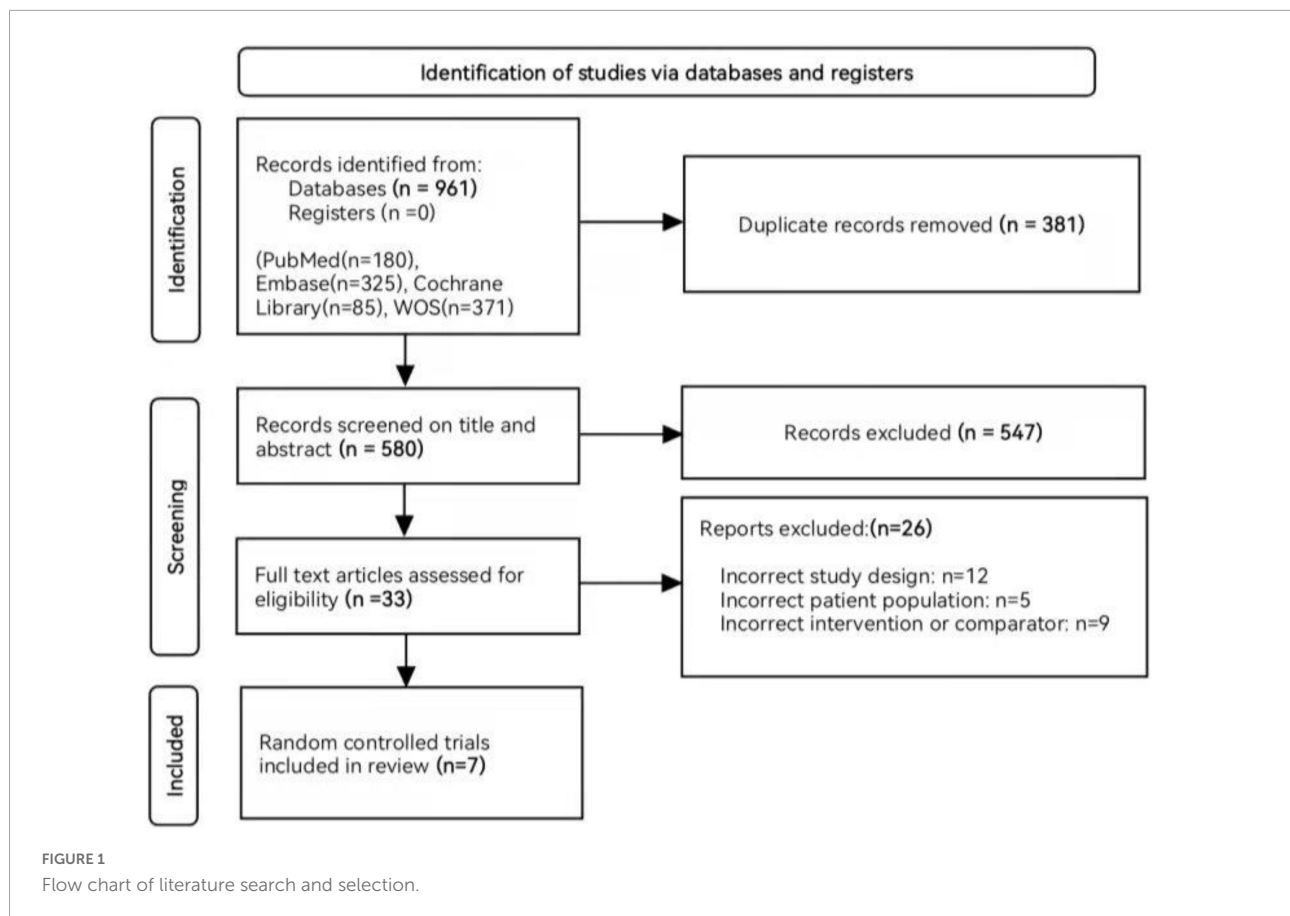 Identification of studies via databases and registers
Identification
Records identified from:
Databases (n = 961)
Registers (n =0)
(PubMed(n=180),
Embase(n=325), Cochrane
Library(n=85), WOS(n=371)
Duplicate records removed (n = 381)
Screening
Records screened on title and
abstract (n = 580)
Records excluded (n = 547)
Full text articles assessed for
eligibility (n =33)
Reports excluded:(n=26)
Incorrect study design: n=12
Incorrect patient population: n=5
Incorrect intervention or comparator: n=9
Included
Random controlled trials
included in review (n=7)
FIGURE 1
Flow chart of literature search and selection.